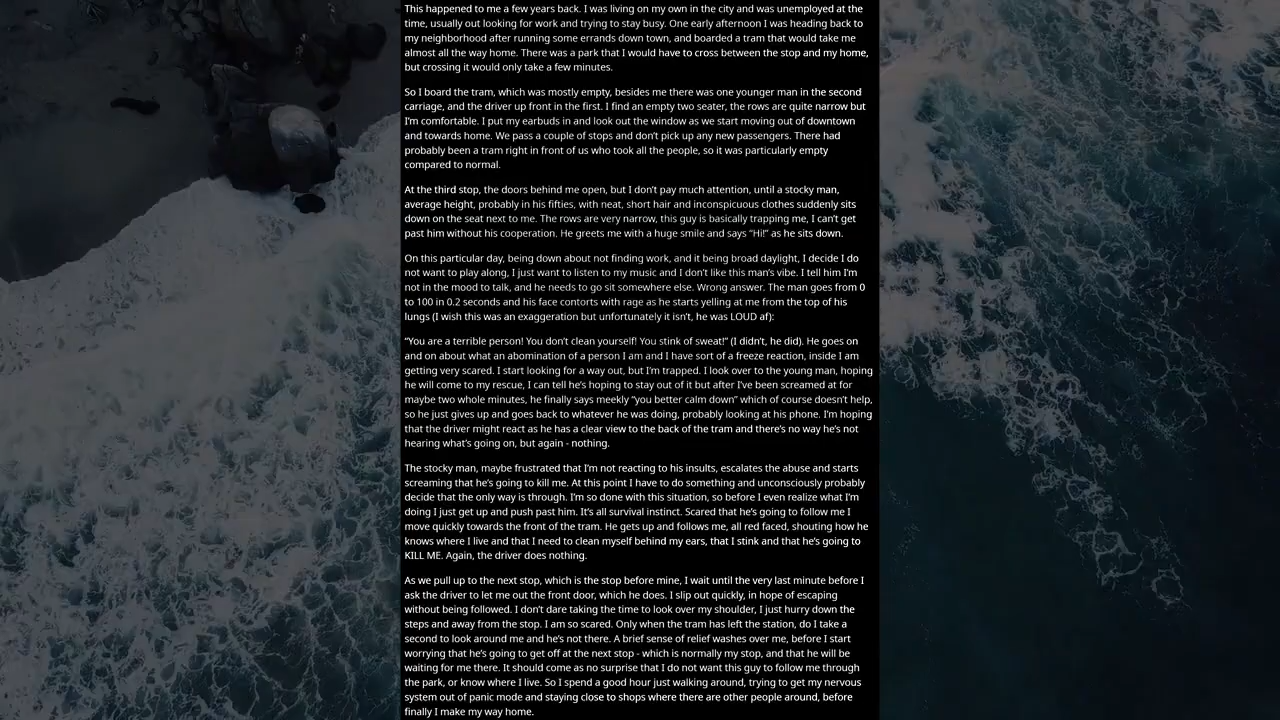 This happened to me a few years back. I was living on my own in the city and was unemployed at the
time, usually out looking for work and trying to stay busy. One early afternoon I was heading back to
my neighborhood after running some errands down town, and boarded a tram that would take me
almost all the way home. There was a park that I would have to cross between the stop and my home,
but crossing it would only take a few minutes.
So I board the tram, which was mostly empty, besides me there was one younger man in the second
carriage, and the driver up front in the first. I find an empty two seater, the rows are quite narrow but
I'm comfortable. I put my earbuds in and look out the window as we start moving out of downtown
and towards home. We pass a couple of stops and don't pick up any new passengers. There had
probably been a tram right in front of us who took all the people, so it was particularly empty
compared to normal.
At the third stop, the doors behind me open, but I don't pay much attention, until a stocky man,
average height, probably in his fifties, with neat, short hair and inconspicuous clothes suddenly sits
down on the seat next to me. The rows are very narrow, this guy is basically trapping me, I can't get
past him without his cooperation. He greets me with a huge smile and says “Hi!” as he sits down.
On this particular day, being down about not finding work, and it being broad daylight, I decide I do
not want to play along, I just want to listen to my music and I don't like this man's vibe. I tell him I'm
not in the mood to talk, and he needs to go sit somewhere else. Wrong answer. The man goes from 0
to 100 in 0.2 seconds and his face contorts with rage as he starts yelling at me from the top of his
lungs (I wish this was an exaggeration but unfortunately it isn't, he was LOUD af):
“You are a terrible person! You don't clean yourself! You stink of sweat!” (I didn't, he did). He goes on
and on about what an abomination of a person I am and I have sort of a freeze reaction, inside I am
getting very scared. I start looking for a way out, but I'm trapped. I look over to the young man, hoping
he will come to my rescue, I can tell he's hoping to stay out of it but after I've been screamed at for
maybe two whole minutes, he finally says meekly “you better calm down” which of course doesn't help,
so he just gives up and goes back to whatever he was doing, probably looking at his phone. I'm hoping
that the driver might react as he has a clear view to the back of the tram and there's no way he's not
hearing what's going on, but again - nothing.
The stocky man, maybe frustrated that I'm not reacting to his insults, escalates the abuse and starts
screaming that he's going to kill me. At this point I have to do something and unconsciously probably
decide that the only way is through. I'm so done with this situation, so before I even realize what I'm
doing I just get up and push past him. It's all survival instinct. Scared that he's going to follow me I
move quickly towards the front of the tram. He gets up and follows me, all red faced, shouting how he
knows where I live and that I need to clean myself behind my ears, that I stink and that he's going to
KILL ME. Again, the driver does nothing.
As we pull up to the next stop, which is the stop before mine, I wait until the very last minute before I
ask the driver to let me out the front door, which he does. I slip out quickly, in hope of escaping
without being followed. I don't dare taking the time to look over my shoulder, I just hurry down the
steps and away from the stop. I am so scared. Only when the tram has left the station, do I take a
second to look around me and he's not there. A brief sense of relief washes over me, before I start
worrying that he's going to get off at the next stop - which is normally my stop, and that he will be
waiting for me there. It should come as no surprise that I do not want this guy to follow me through
the park, or know where I live. So I spend a good hour just walking around, trying to get my nervous
system out of panic mode and staying close to shops where there are other people around, before
finally I make my way home.